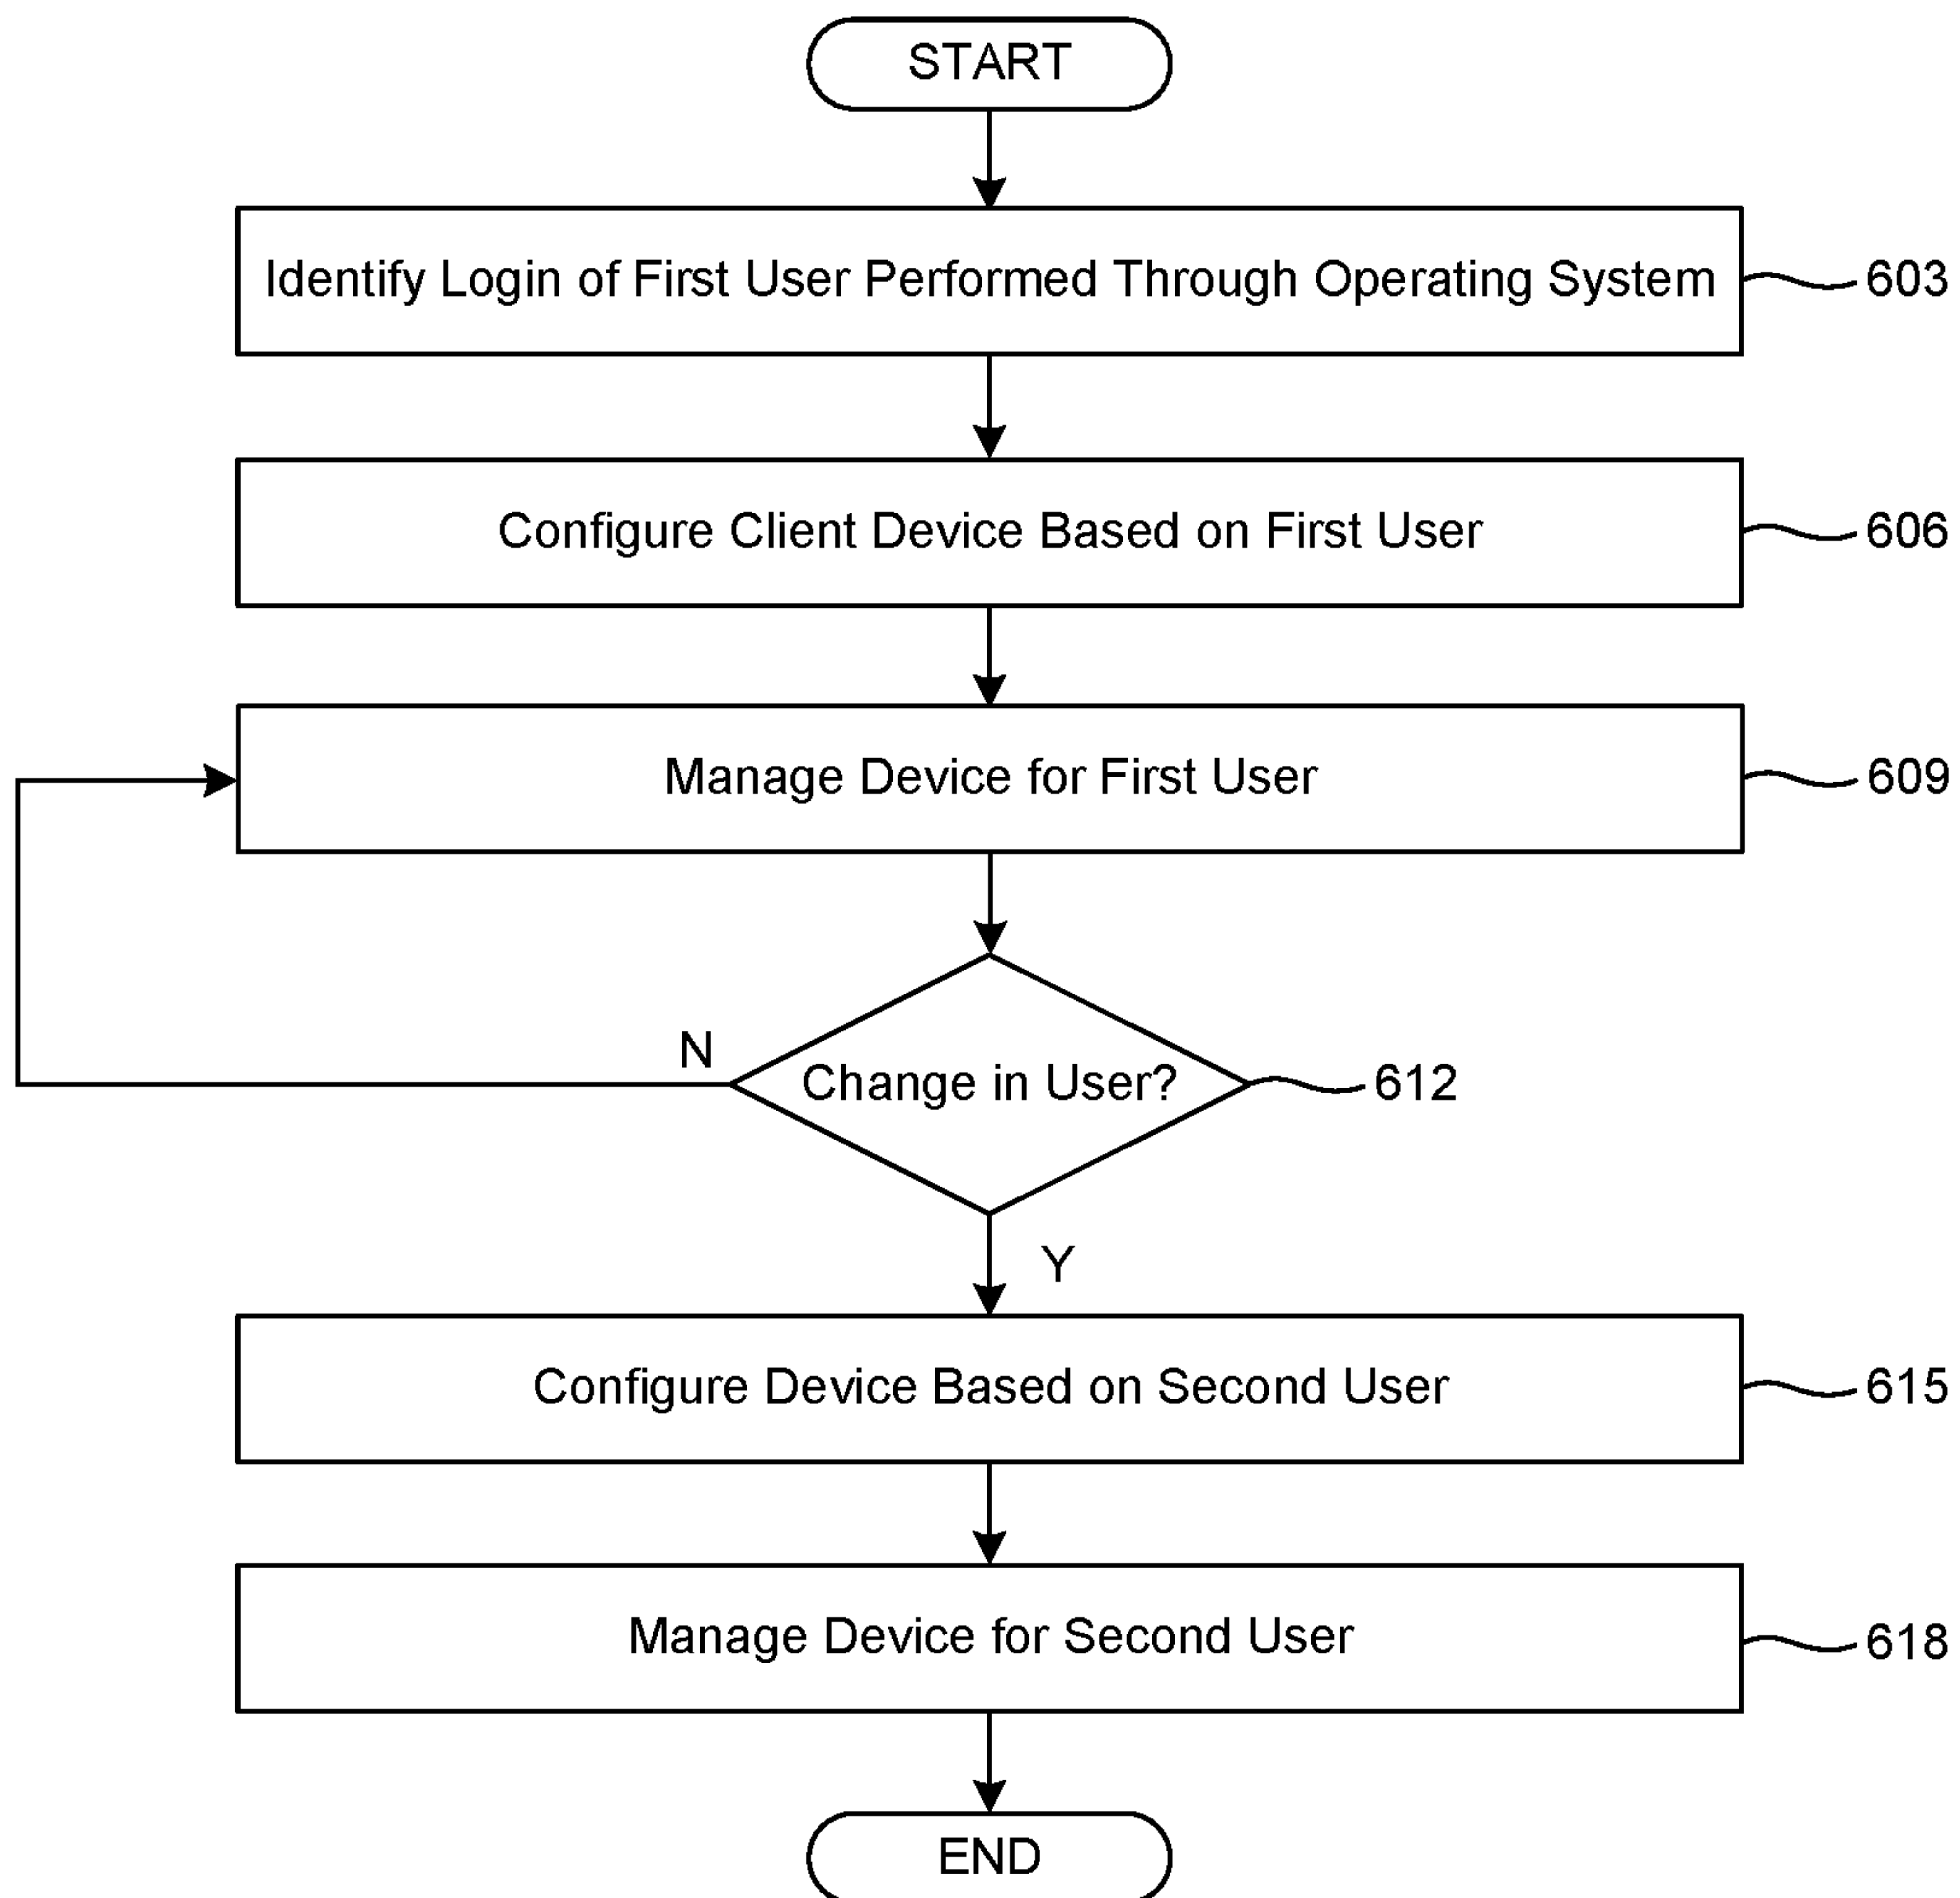 START
Identify Login of First User Performed Through Operating System
603
Configure Client Device Based on First User
606
Manage Device for First User
609
N
Change in User?
612
Y
Configure Device Based on Second User
615
Manage Device for Second User
618
END